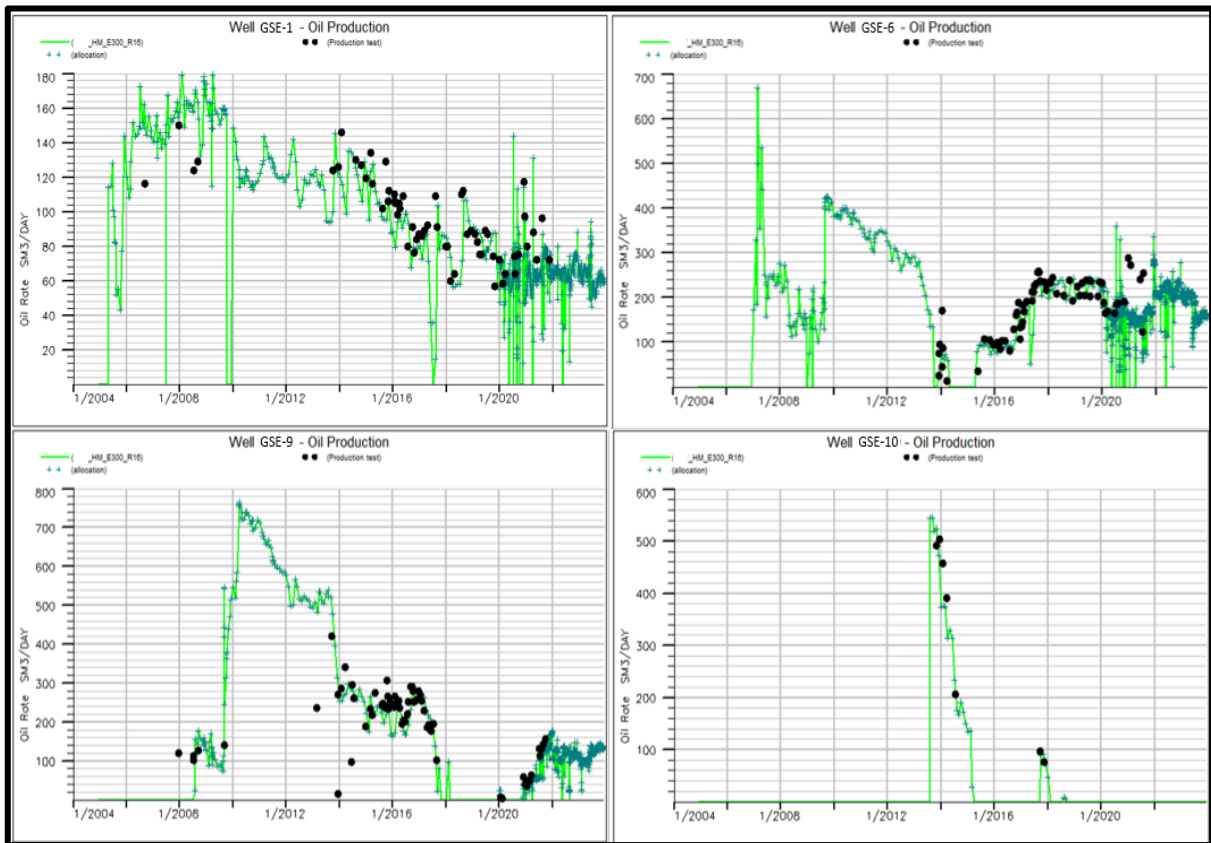 Well GSE-1 - Oil Production
( _HM_E300_R16)
(Production test)
(allocation)
Oil Rate SM3/DAY
180
160
140
120
100
80
60
40
20
1/2004 1/2008 1/2012 1/2016 1/2020
Well GSE-6 - Oil Production
( _HM_E300_R16)
(Production test)
(allocation)
Oil Rate SM3/DAY
700
600
500
400
300
200
100
1/2004 1/2008 1/2012 1/2016 1/2020
Well GSE-9 - Oil Production
( _HM_E300_R16)
(Production test)
(allocation)
Oil Rate SM3/DAY
800
700
600
500
400
300
200
100
1/2004 1/2008 1/2012 1/2016 1/2020
Well GSE-10 - Oil Production
( _HM_E300_R16)
(Production test)
(allocation)
Oil Rate SM3/DAY
600
500
400
300
200
100
1/2004 1/2008 1/2012 1/2016 1/2020